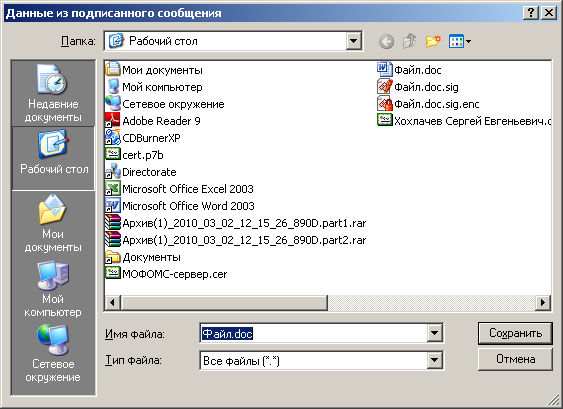 Данные из подписанного сообщения
Папка:
Рабочий стол
Недавние
документы
Рабочий стол
Мои
документы
Мой
компьютер
Сетевое
окружение
Мои документы
Мой компьютер
Сетевое окружение
Adobe Reader 9
CDBurnerXP
cert.p7b
Directorate
Microsoft Office Excel 2003
Microsoft Office Word 2003
Архив(1)_2010_03_02_12_15_26_890D.part1.rar
Архив(1)_2010_03_02_12_15_26_890D.part2.rar
Документы
МОФОМС-сервер.cer
Файл.doc
Файл.doc.sig
Файл.doc.sig.enc
Хохлачев Сергей Евгеньевич.c
Имя файла:
Файл.doc
Сохранить
Тип файла:
Все файлы (*.*)
Отмена